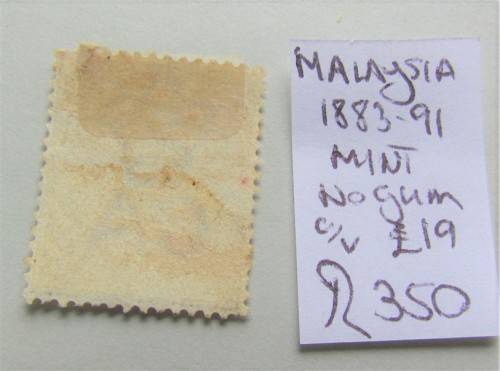 MALAYSIA
1883-91
MINT
No gum
c/v £19
R350